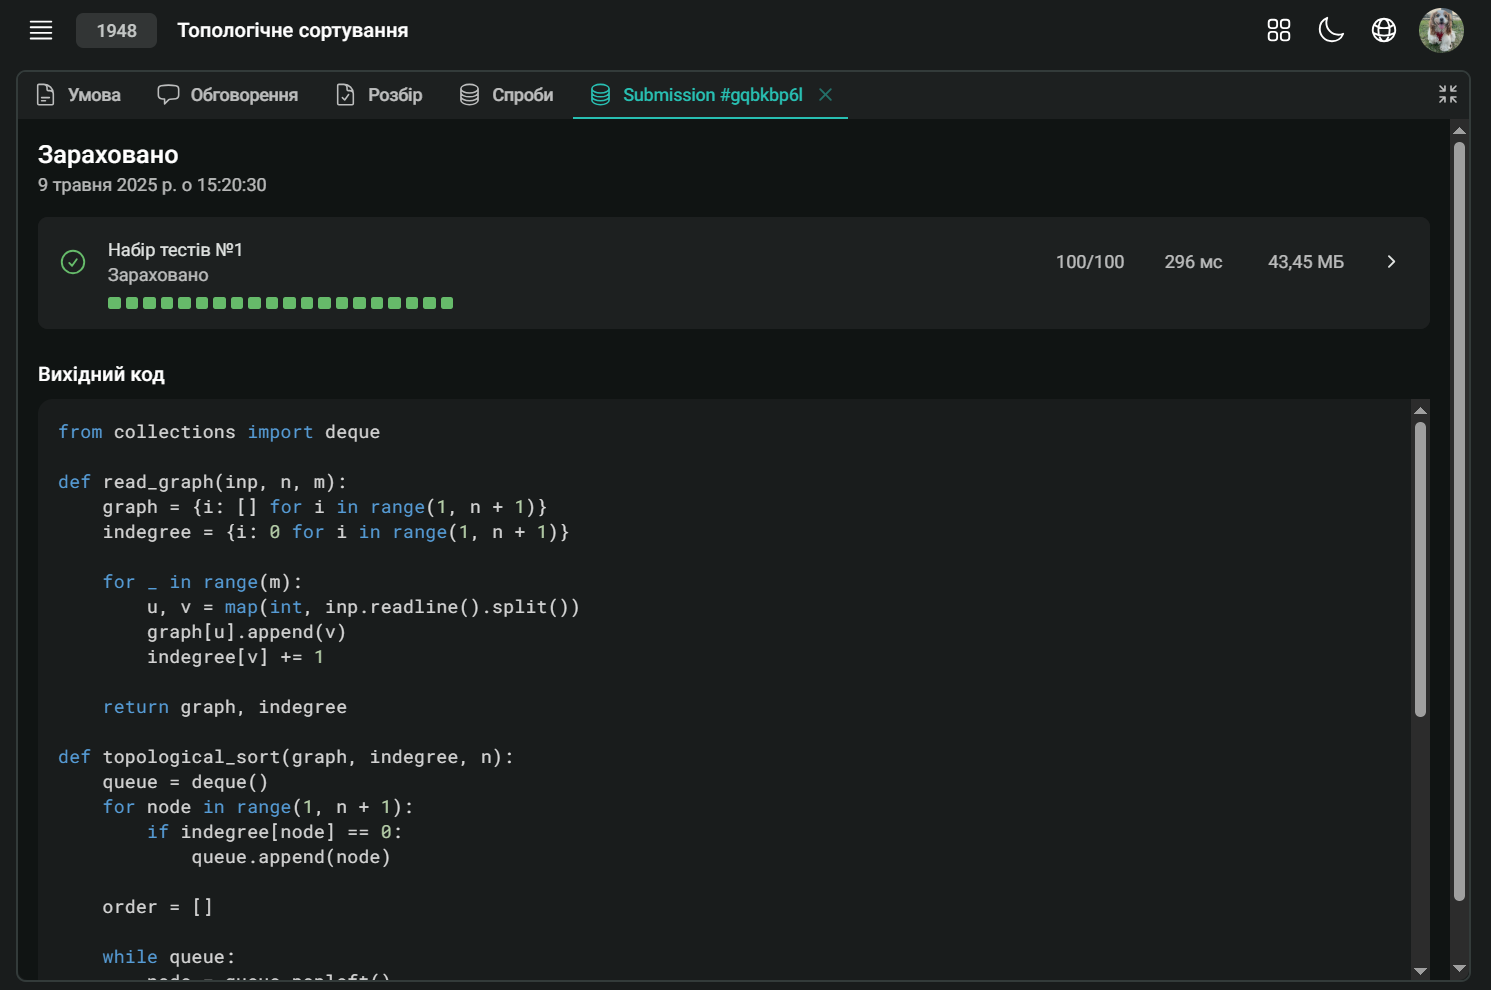 1948 Топологічне сортування
Умова Обговорення Розбір Спроби Submission #gqbkbp6l
Зараховано
9 травня 2025 р. о 15:20:30
Набір тестів №1
Зараховано
100/100 296 мс 43,45 МБ
Вихідний код
from collections import deque
def read_graph(inp, n, m):
    graph = {i: [] for i in range(1, n + 1)}
    indegree = {i: 0 for i in range(1, n + 1)}
    for _ in range(m):
        u, v = map(int, inp.readline().split())
        graph[u].append(v)
        indegree[v] += 1
    return graph, indegree
def topological_sort(graph, indegree, n):
    queue = deque()
    for node in range(1, n + 1):
        if indegree[node] == 0:
            queue.append(node)
    order = []
    while queue:
        node = queue.popleft()